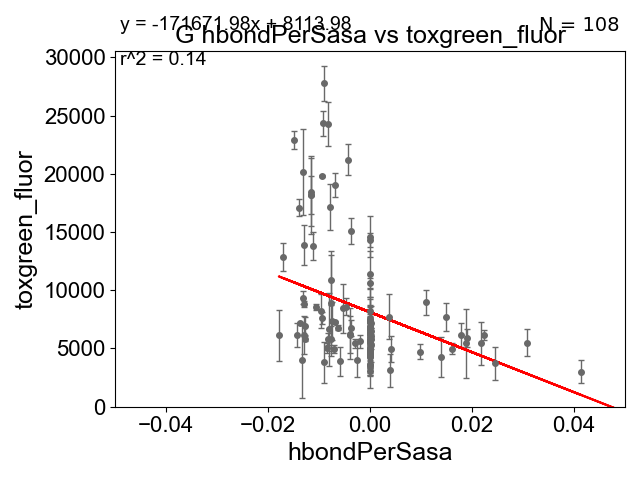 y = -171671.98x + 8113.98
N = 108
G hbondPerSasa vs toxgreen_fluor
r^2 = 0.14
30000
25000
20000
15000
10000
5000
0
toxgreen_fluor
−0.04
−0.02
0.00
0.02
0.04
hbondPerSasa